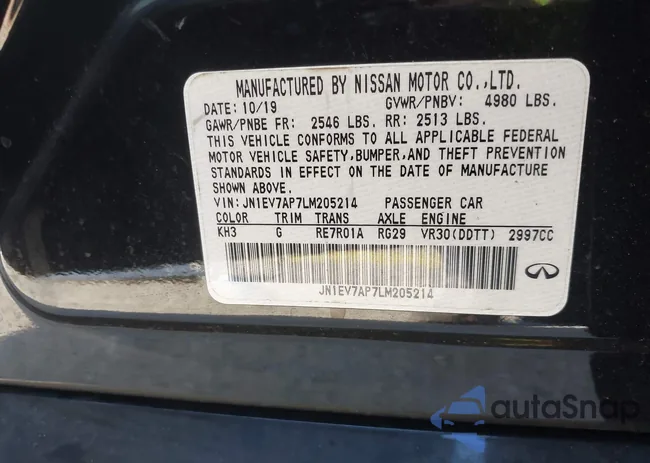 MANUFACTURED BY NISSAN MOTOR CO.,LTD.
DATE: 10/19 GVWR/PNBV: 4980 LBS.
GAWR/PNBE FR: 2546 LBS. RR: 2513 LBS.
THIS VEHICLE CONFORMS TO ALL APPLICABLE FEDERAL
MOTOR VEHICLE SAFETY,BUMPER,AND THEFT PREVENTION
STANDARDS IN EFFECT ON THE DATE OF MANUFACTURE
SHOWN ABOVE.
VIN: JN1EV7AP7LM205214 PASSENGER CAR
COLOR TRIM TRANS AXLE ENGINE
KH3 G RE7R01A RG29 VR30(DDTT) 2997CC
JN1EV7AP7LM205214
autoSnap